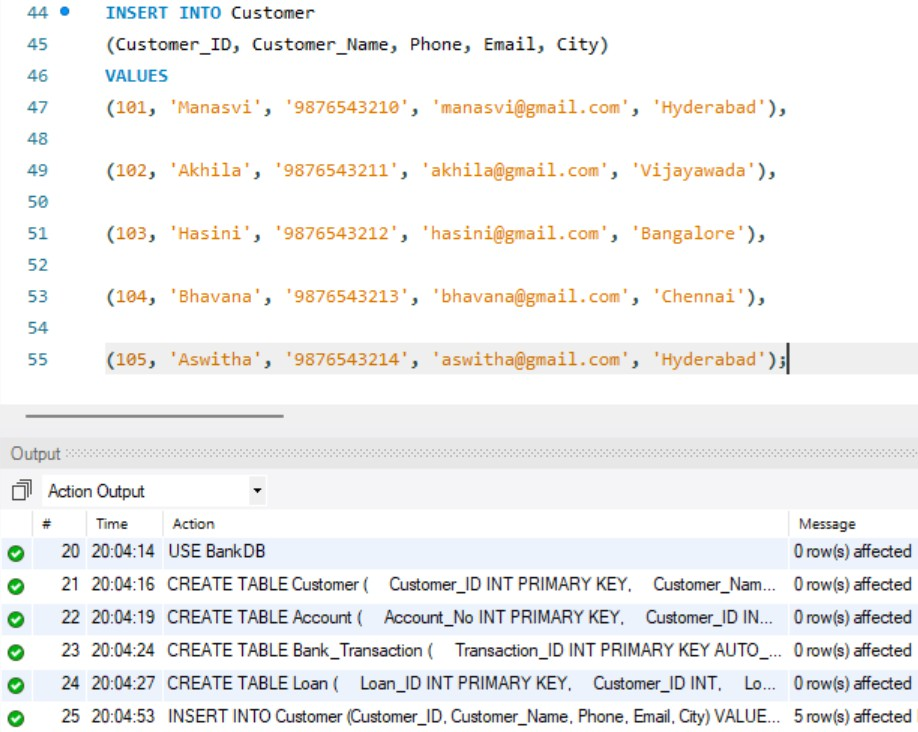 44 INSERT INTO Customer
45 (Customer_ID, Customer_Name, Phone, Email, City)
46 VALUES
47 (101, 'Manasvi', '9876543210', 'manasvi@gmail.com', 'Hyderabad'),
48
49 (102, 'Akhila', '9876543211', 'akhila@gmail.com', 'Vijayawada'),
50
51 (103, 'Hasini', '9876543212', 'hasini@gmail.com', 'Bangalore'),
52
53 (104, 'Bhavana', '9876543213', 'bhavana@gmail.com', 'Chennai'),
54
55 (105, 'Aswitha', '9876543214', 'aswitha@gmail.com', 'Hyderabad');
Output
Action Output
# Time Action Message
20 20:04:14 USE BankDB 0 row(s) affected
21 20:04:16 CREATE TABLE Customer ( Customer_ID INT PRIMARY KEY, Customer_Nam... 0 row(s) affected
22 20:04:19 CREATE TABLE Account ( Account_No INT PRIMARY KEY, Customer_ID IN... 0 row(s) affected
23 20:04:24 CREATE TABLE Bank_Transaction ( Transaction_ID INT PRIMARY KEY AUTO_... 0 row(s) affected
24 20:04:27 CREATE TABLE Loan ( Loan_ID INT PRIMARY KEY, Customer_ID INT, Lo... 0 row(s) affected
25 20:04:53 INSERT INTO Customer (Customer_ID, Customer_Name, Phone, Email, City) VALUE... 5 row(s) affected